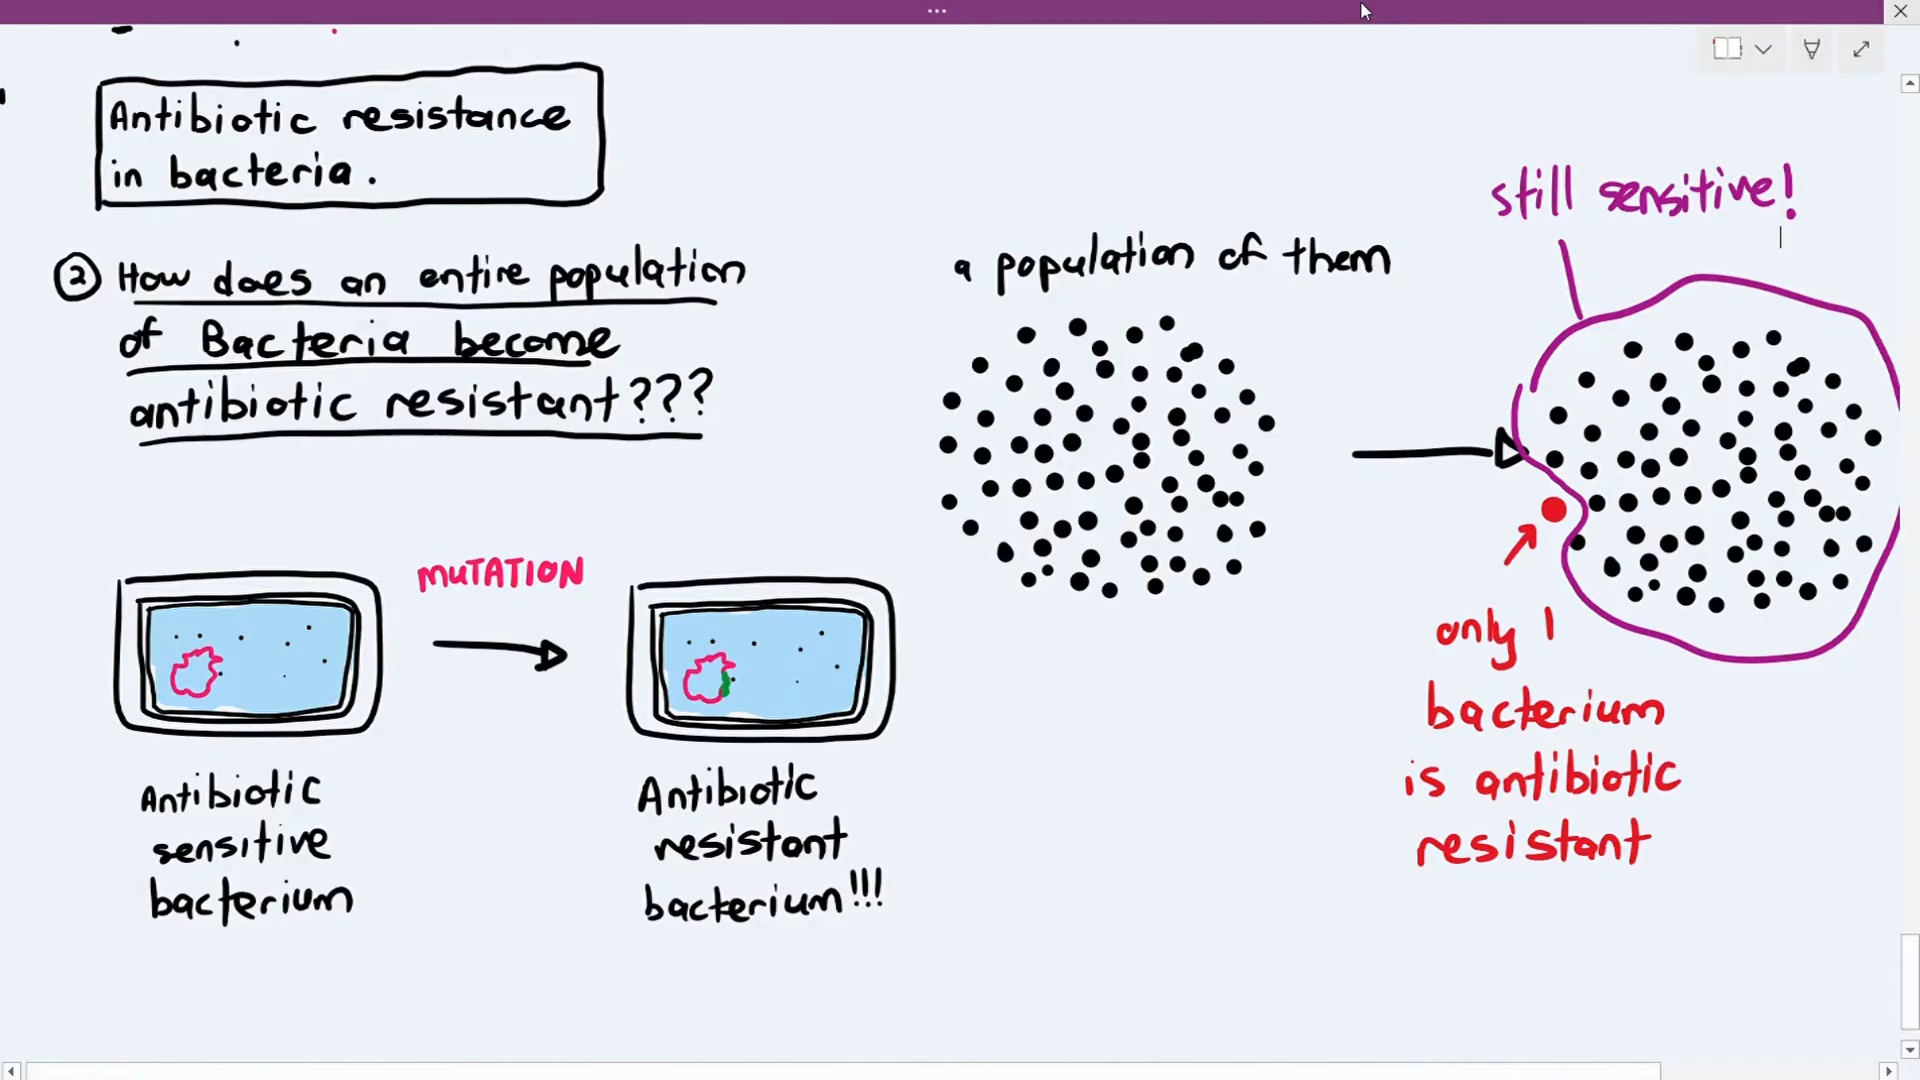 Antibiotic resistance
in bacteria.
② How does an entire population
of Bacteria become
antibiotic resistant???
a population of them
still sensitive!
MUTATION
Antibiotic
sensitive
bacterium
Antibiotic
resistant
bacterium!!!
only 1
bacterium
is antibiotic
resistant